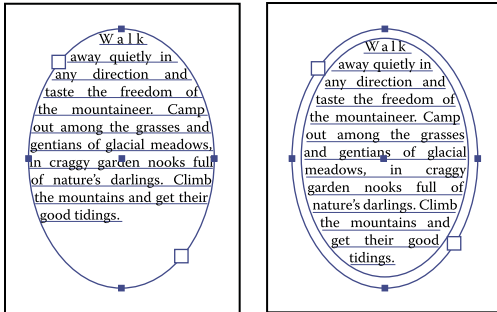 Walk
away quietly in
any direction and
taste the freedom of
the mountaineer. Camp
out among the grasses and
gentians of glacial meadows,
in craggy garden nooks full
of nature's darlings. Climb
the mountains and get their
good tidings.
Walk
away quietly in
any direction and
taste the freedom of
the mountaineer. Camp
out among the grasses
and gentians of glacial
meadows, in craggy
garden nooks full of
nature's darlings. Climb
the mountains and
get their good
tidings.